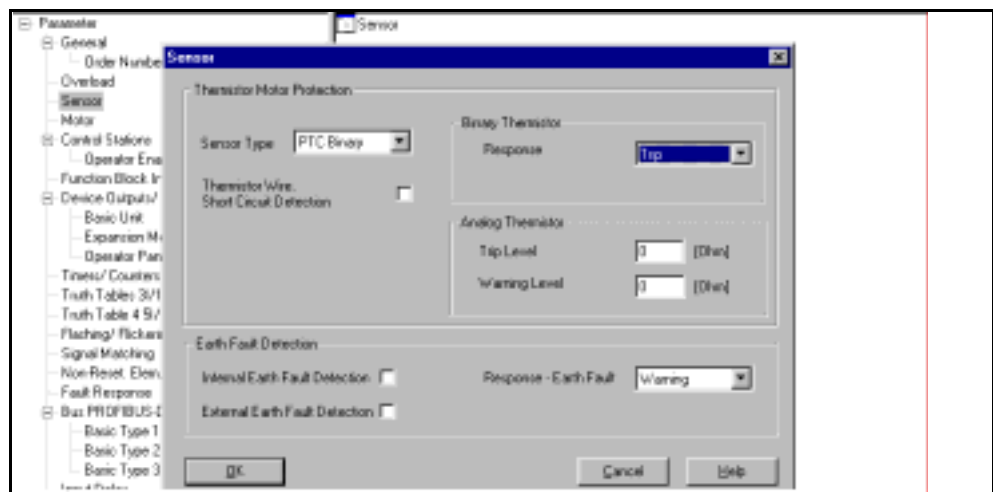 Parameter
General
Order Numbe
Overload
Sensor
Motor
Control Stations
Operator Ena
Function Block
Device Outputs/
Basic Unit
Expansion M
Operator Pan
Timers/ Counters
Truth Tables 3I/1
Truth Table 4
Flashing/ Flickers
Signal Matching
Non-Reset. Elem.
Fault Response
Bus PROFIBUS-D
Basic Type 1
Basic Type 2
Basic Type 3
Sensor
Sensor
Thermistor Motor Protection
Sensor Type PTC Binary
Thermistor Wire.
Short Circuit Detection
Binary Thermistor
Response Trip
Analog Thermistor
Trip Level 0 [Ohm]
Warning Level 0 [Ohm]
Earth Fault Detection
Internal Earth Fault Detection
Response - Earth Fault Warning
External Earth Fault Detection
OK Cancel Help